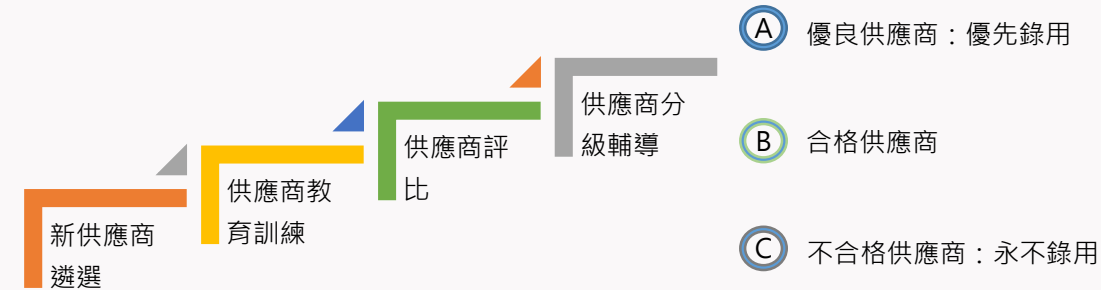 新供應商
遴選
供應商教
育訓練
供應商評
比
供應商分
級輔導
A
優良供應商：優先錄用
B
合格供應商
C
不合格供應商：永不錄用